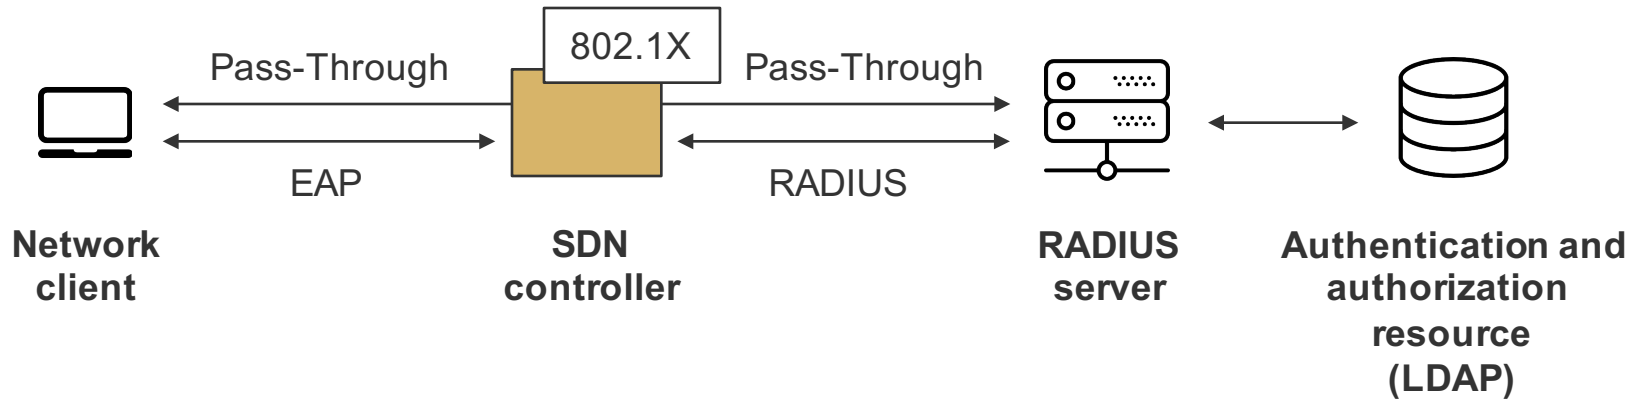 802.1X
Pass-Through
Pass-Through
EAP
RADIUS
Network
client
SDN
controller
RADIUS
server
Authentication and
authorization
resource
(LDAP)